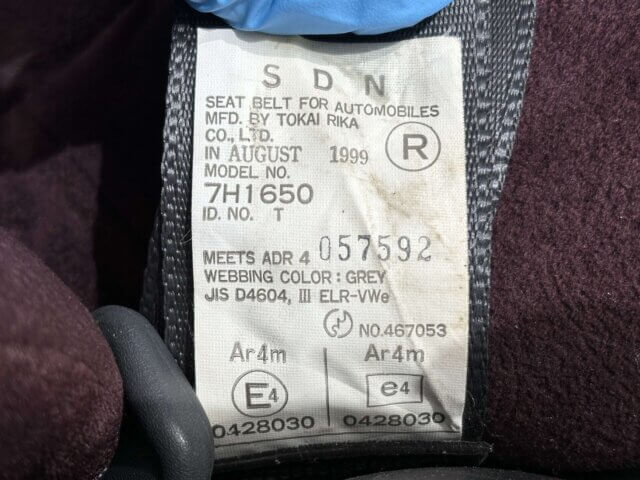 SDN
SEAT BELT FOR AUTOMOBILES
MFD. BY TOKAI RIKA
CO., LTD.
IN AUGUST 1999
R
MODEL NO.
7H1650
ID. NO. T
MEETS ADR 4 057592
WEBBING COLOR : GREY
JIS D4604, III ELR-VWe
NO.467053
Ar4m Ar4m
E4 e4
0428030 0428030